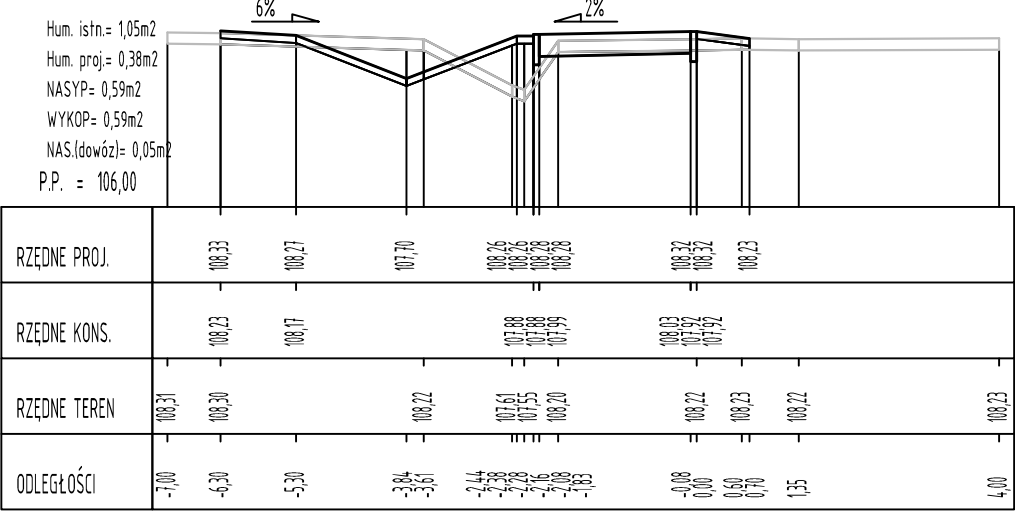 6%
2%
Hum. istn.= 1,05m2
Hum. proj.= 0,38m2
NASYP= 0,59m2
WYKOP= 0,59m2
NAS.(dowóz)= 0,05m2
P.P. = 106,00
RZĘDNE PROJ. 108,33 108,27 107,70 108,26 108,26 108,28 108,28 108,32 108,32 108,23
RZĘDNE KONS. 108,23 108,17 107,88 107,88 107,99 108,03 107,92 107,92
RZĘDNE TEREN 108,31 108,30 108,22 107,61 107,55 108,20 108,22 108,23 108,22 108,23
ODLEGŁOŚCI -7,00 -6,30 -5,30 -3,84 -3,61 -2,44 -2,38 -2,28 -2,16 -2,08 -1,83 -0,08 0,00 0,60 0,70 1,35 4,00